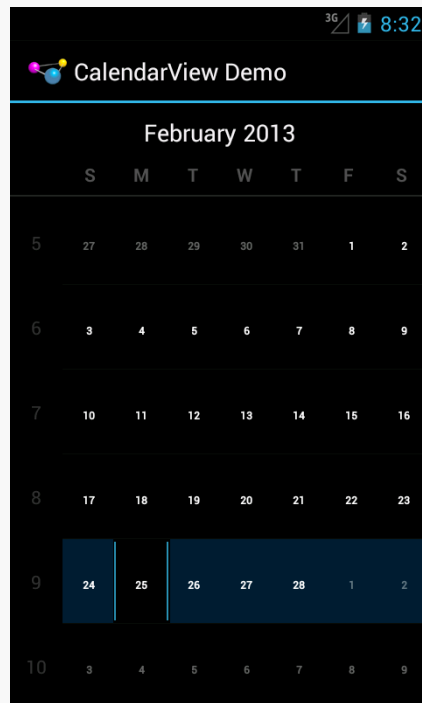 3G 8:32
CalendarView Demo
February 2013
S M T W T F S
5 27 28 29 30 31 1 2
6 3 4 5 6 7 8 9
7 10 11 12 13 14 15 16
8 17 18 19 20 21 22 23
9 24 25 26 27 28 1 2
10 3 4 5 6 7 8 9